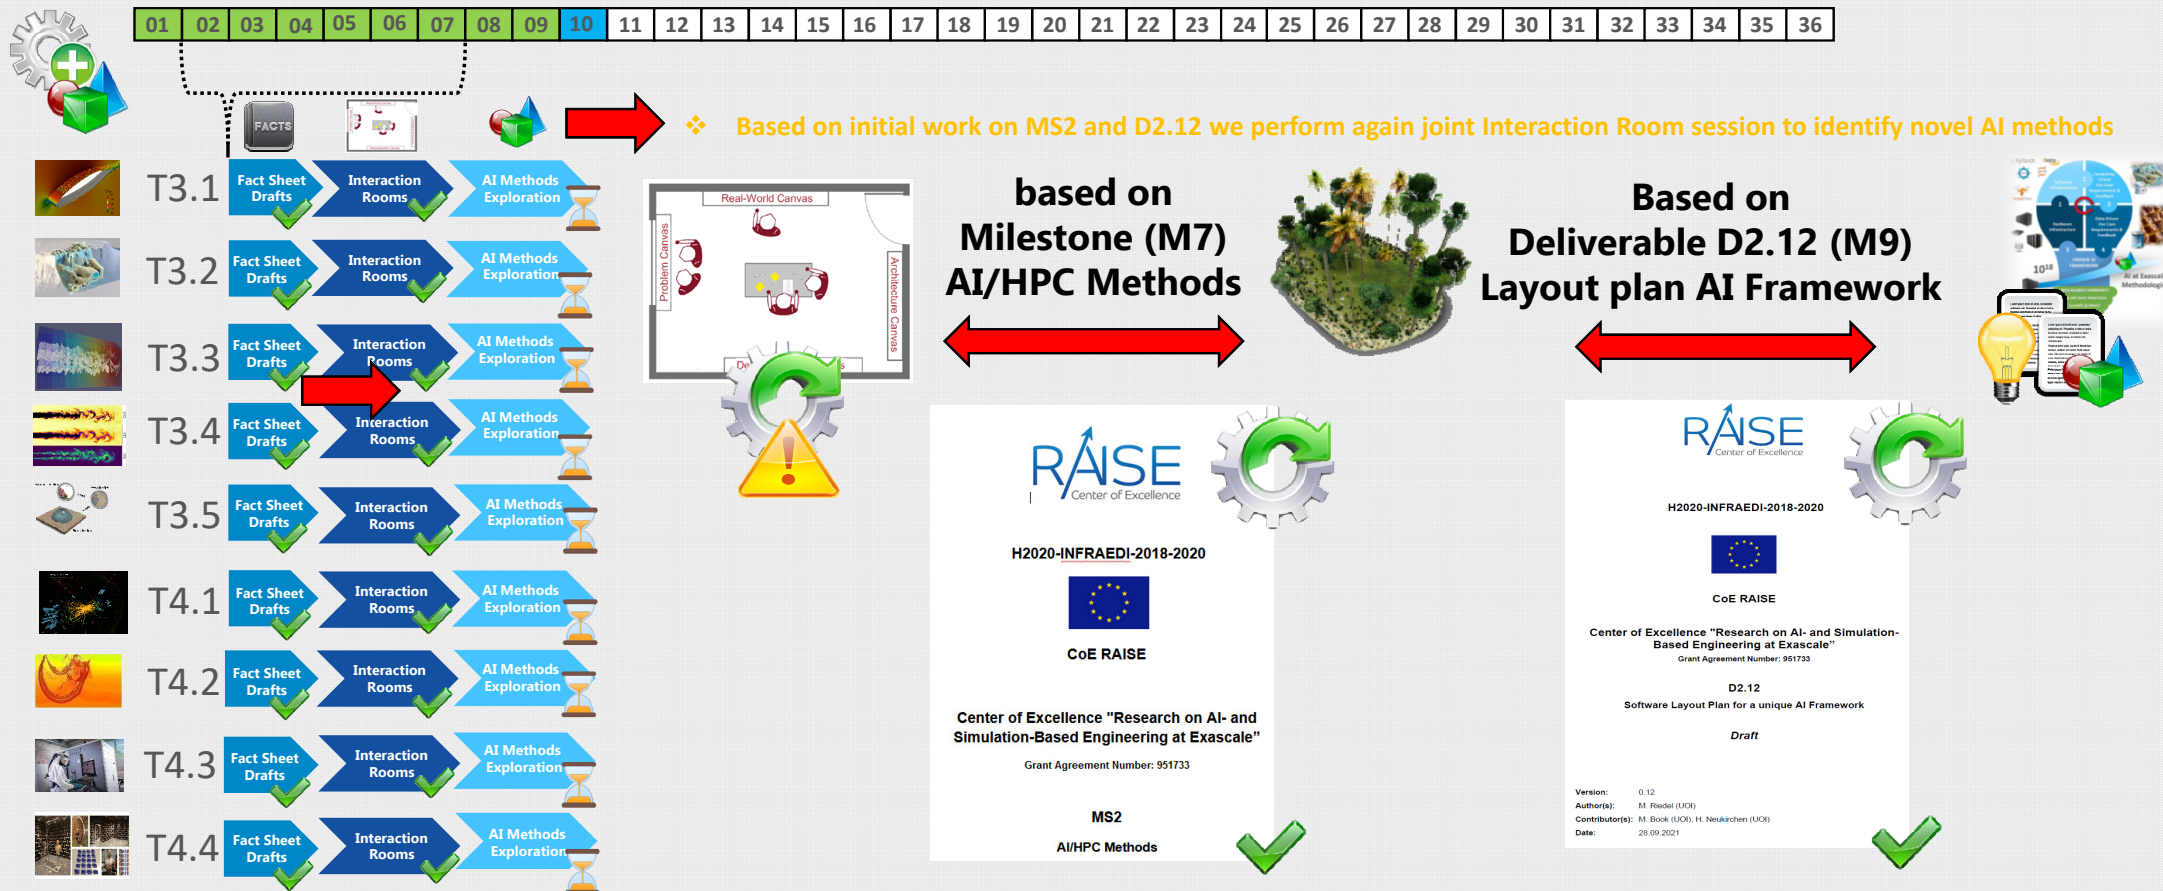 01 02 03 04 05 06 07 08 09 10 11 12 13 14 15 16 17 18 19 20 21 22 23 24 25 26 27 28 29 30 31 32 33 34 35 36
FACTS
❖ Based on initial work on MS2 and D2.12 we perform again joint Interaction Room session to identify novel AI methods
T3.1
Fact Sheet
Drafts
Interaction
Rooms
AI Methods
Exploration
T3.2
Fact Sheet
Drafts
Interaction
Rooms
AI Methods
Exploration
T3.3
Fact Sheet
Drafts
Interaction
Rooms
AI Methods
Exploration
T3.4
Fact Sheet
Drafts
Interaction
Rooms
AI Methods
Exploration
T3.5
Fact Sheet
Drafts
Interaction
Rooms
AI Methods
Exploration
T4.1
Fact Sheet
Drafts
Interaction
Rooms
AI Methods
Exploration
T4.2
Fact Sheet
Drafts
Interaction
Rooms
AI Methods
Exploration
T4.3
Fact Sheet
Drafts
Interaction
Rooms
AI Methods
Exploration
T4.4
Fact Sheet
Drafts
Interaction
Rooms
AI Methods
Exploration
Real-World Canvas
Problem Canvas
Architecture Canvas
based on
Milestone (M7)
AI/HPC Methods
RAISE
Center of Excellence
H2020-INFRAEDI-2018-2020
CoE RAISE
Center of Excellence "Research on AI- and
Simulation-Based Engineering at Exascale”
Grant Agreement Number: 951733
MS2
AI/HPC Methods
Based on
Deliverable D2.12 (M9)
Layout plan AI Framework
RAISE
Center of Excellence
H2020-INFRAEDI-2018-2020
CoE RAISE
Center of Excellence "Research on AI- and Simulation-
Based Engineering at Exascale”
Grant Agreement Number: 951733
D2.12
Software Layout Plan for a unique AI Framework
Draft
Version: 0.12
Author(s): M. Riedel (UOI)
Contributor(s): M. Book (UOI), H. Neukirchen (UOI)
Date: 28.09.2021
10¹⁸
AI at Exascale